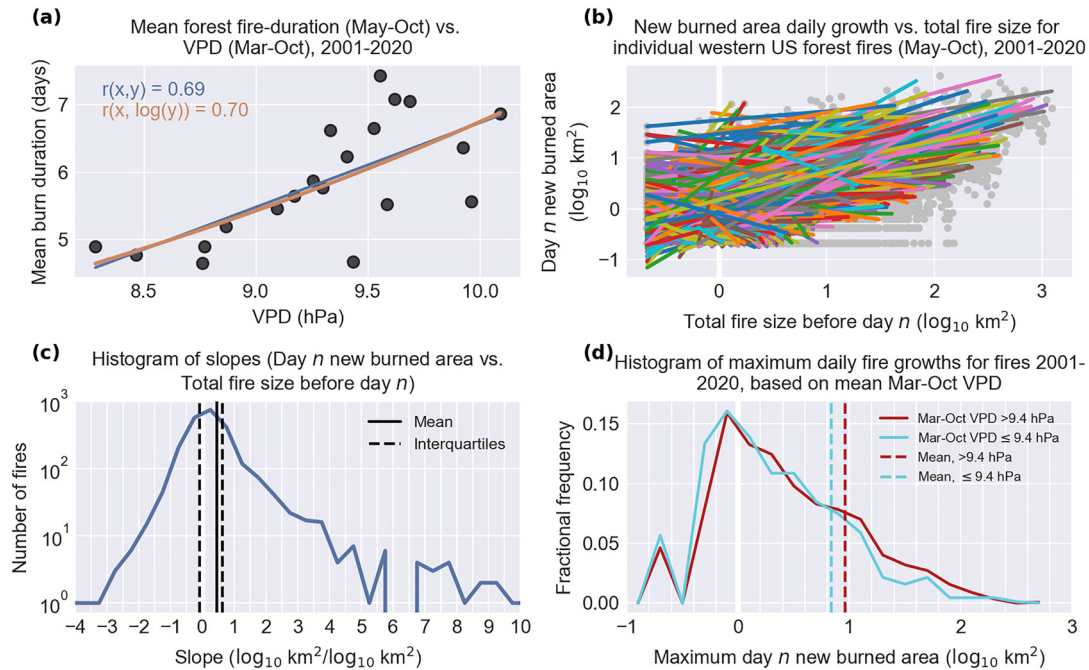 (a)
Mean forest fire-duration (May-Oct) vs.
VPD (Mar-Oct), 2001-2020
r(x,y) = 0.69
r(x, log(y)) = 0.70
Mean burn duration (days)
7
6
5
8.5 9.0 9.5 10.0
VPD (hPa)
(b)
New burned area daily growth vs. total fire size for
individual western US forest fires (May-Oct), 2001-2020
Day n new burned area
(log₁₀ km²)
2
1
0
−1
0 1 2 3
Total fire size before day n (log₁₀ km²)
(c)
Histogram of slopes (Day n new burned area vs.
Total fire size before day n)
Number of fires
10³
10²
10¹
10⁰
Mean
Interquartiles
−4 −3 −2 −1 0 1 2 3 4 5 6 7 8 9 10
Slope (log₁₀ km²/log₁₀ km²)
(d)
Histogram of maximum daily fire growths for fires 2001-
2020, based on mean Mar-Oct VPD
Fractional frequency
0.15
0.10
0.05
0.00
Mar-Oct VPD >9.4 hPa
Mar-Oct VPD ≤ 9.4 hPa
Mean, >9.4 hPa
Mean, ≤ 9.4 hPa
−1 0 1 2 3
Maximum day n new burned area (log₁₀ km²)